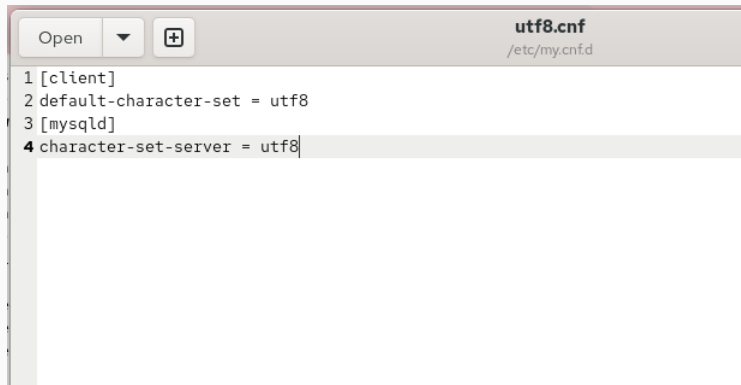 Open
utf8.cnf
/etc/my.cnf.d
1 [client]
2 default-character-set = utf8
3 [mysqld]
4 character-set-server = utf8